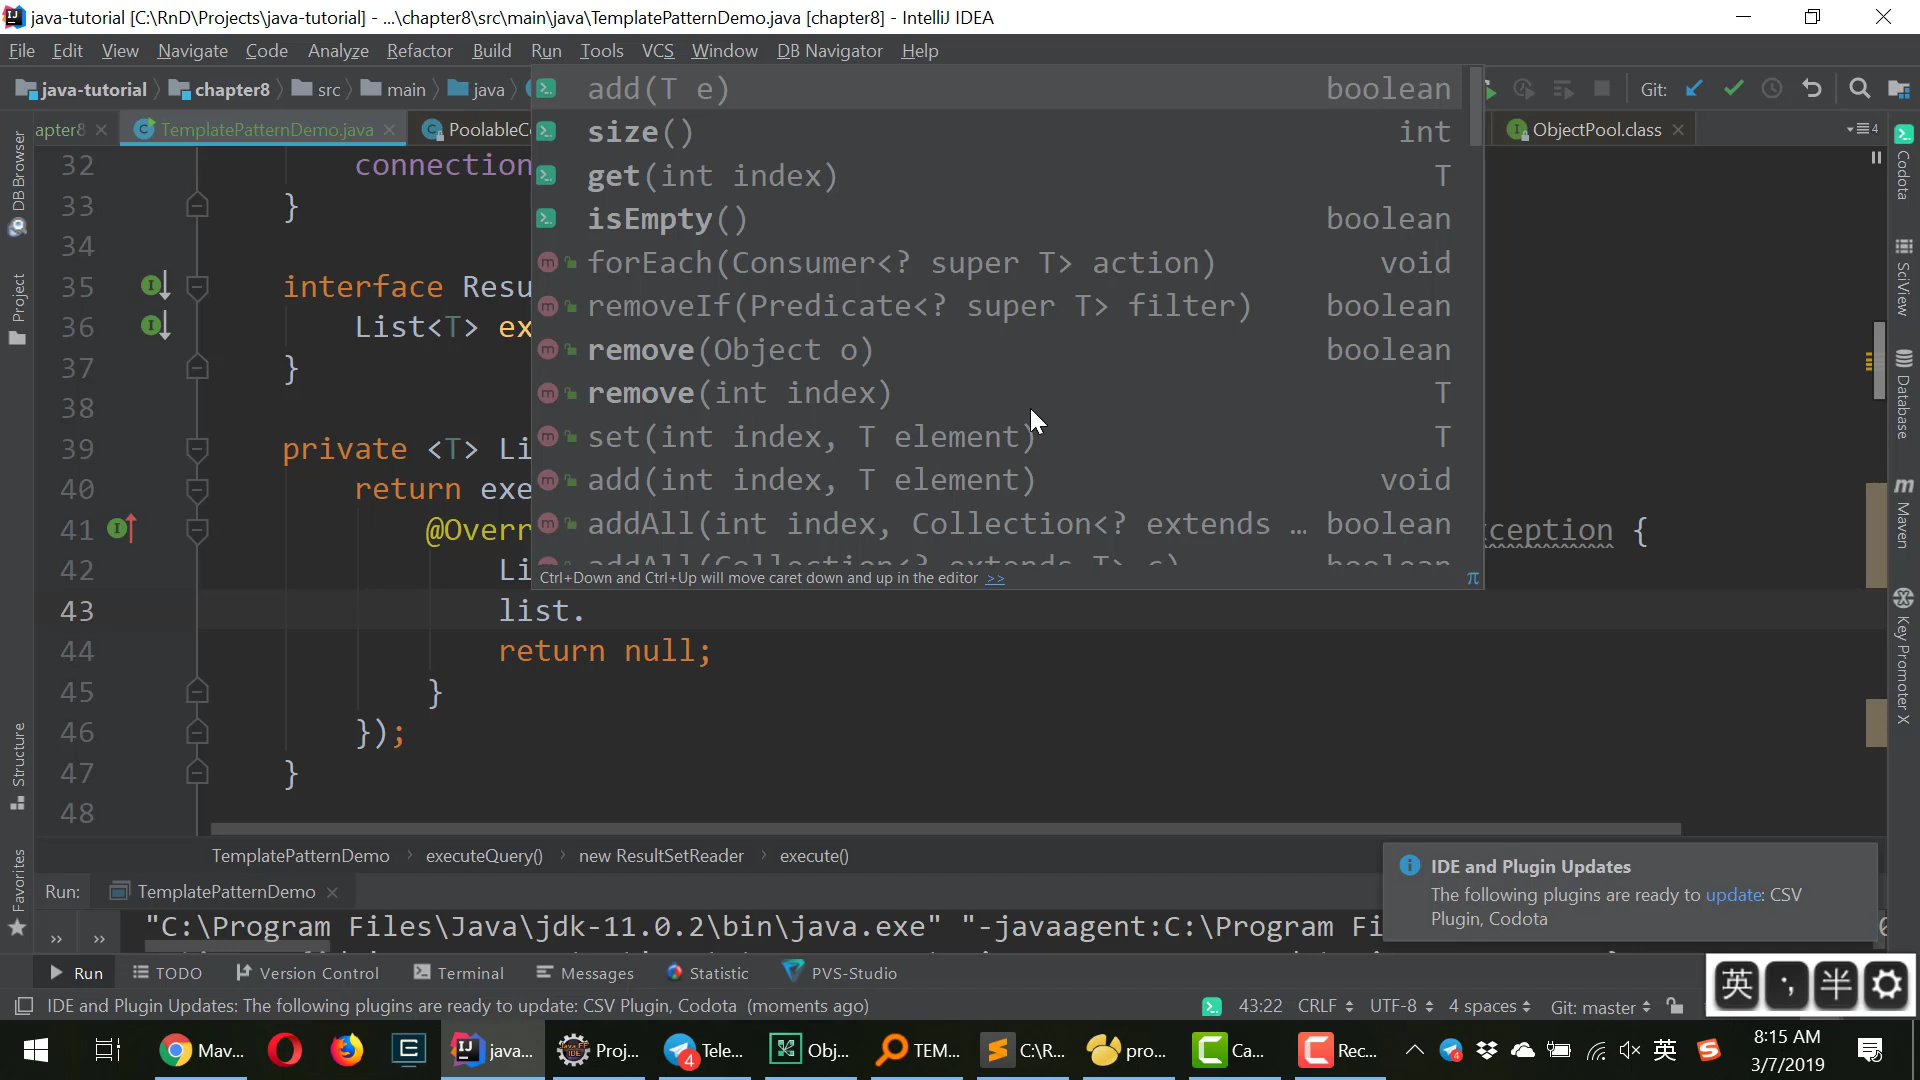 java-tutorial [C:\RnD\Projects\java-tutorial] - ...\chapter8\src\main\java\TemplatePatternDemo.java [chapter8] - IntelliJ IDEA
File Edit View Navigate Code Analyze Refactor Build Run Tools VCS Window DB Navigator Help
java-tutorial chapter8 src main java Git:
apter8 TemplatePatternDemo.java PoolableCo ObjectPool.class 4
add(T e) boolean
size() int
get(int index) T
isEmpty() boolean
forEach(Consumer<? super T> action) void
removeIf(Predicate<? super T> filter) boolean
remove(Object o) boolean
remove(int index) T
set(int index, T element) T
add(int index, T element) void
addAll(int index, Collection<? extends … boolean
addAll(Collection<? extends T> c) boolean
Ctrl+Down and Ctrl+Up will move caret down and up in the editor >> π
32 connection
33 }
34
35 interface Resu
36 List<T> ex
37 }
38
39 private <T> Li
40 return exe
41 @Overr ception {
42 Li
43 list.
44 return null;
45 }
46 });
47 }
48
DB Browser
Project
Structure
Favorites
Codota
SciView
Database
Maven
Key Promoter X
TemplatePatternDemo executeQuery() new ResultSetReader execute()
Run: TemplatePatternDemo
"C:\Program Files\Java\jdk-11.0.2\bin\java.exe" "-javaagent:C:\Program Fi
IDE and Plugin Updates
The following plugins are ready to update: CSV
Plugin, Codota
Run TODO Version Control Terminal Messages Statistic PVS-Studio
IDE and Plugin Updates: The following plugins are ready to update: CSV Plugin, Codota (moments ago) 43:22 CRLF UTF-8 4 spaces Git: master
英 半
Mav... java... Proj... Tele... Obj... TEM... C:\R... pro... Ca... Rec... 英
8:15 AM
3/7/2019